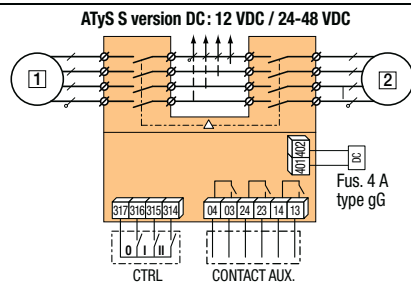 ATyS S version DC: 12 VDC / 24-48 VDC
1
2
401 402
DC
Fus. 4 A
type gG
317 316 315 314
04 03 24 23 14 13
O I II
CTRL
CONTACT AUX.